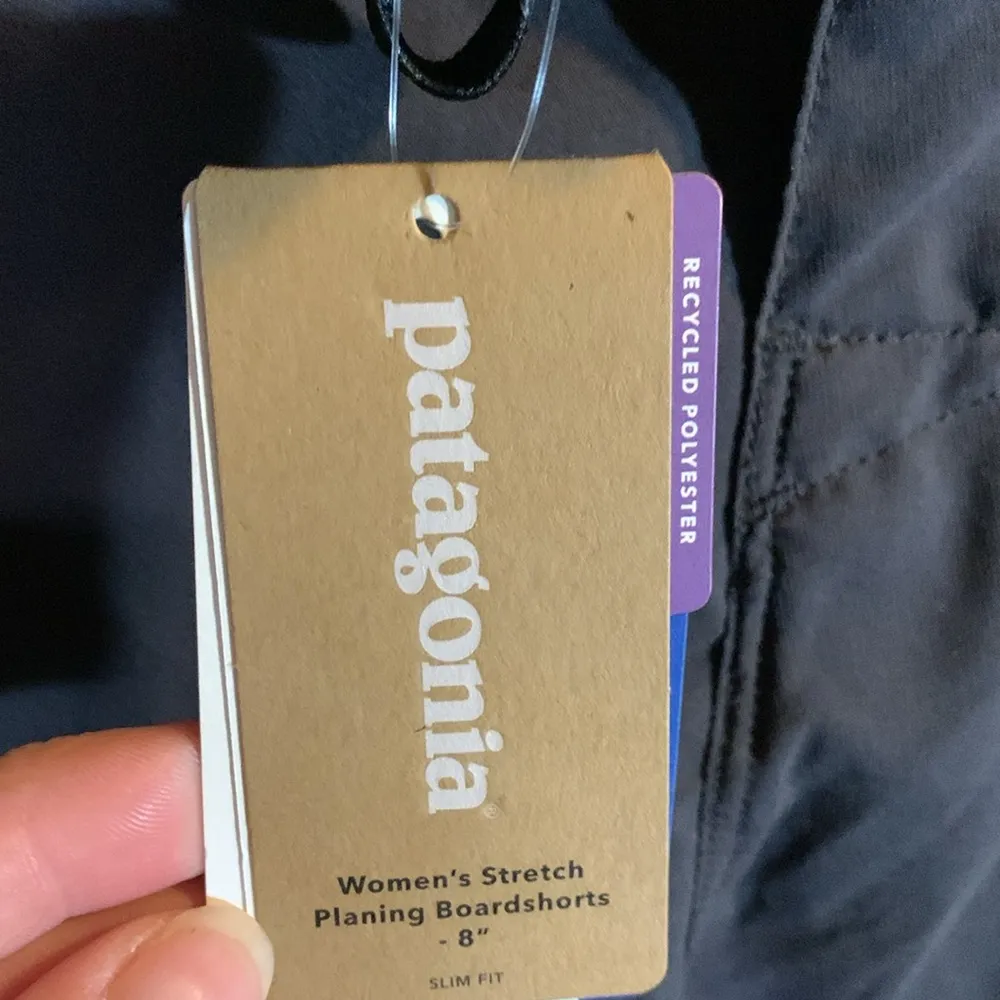 patagonia®
RECYCLED POLYESTER
Women's Stretch
Planing Boardshorts
- 8"
SLIM FIT